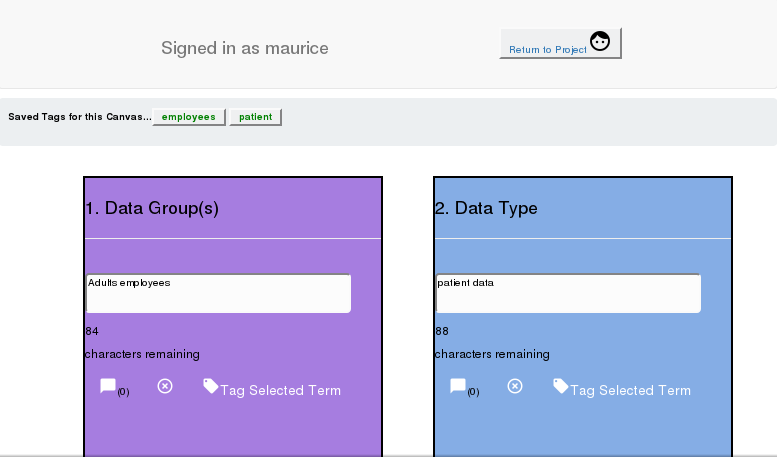 Signed in as maurice
Return to Project
Saved Tags for this Canvas... employees patient
1. Data Group(s)
Adults employees
84
characters remaining
(0) Tag Selected Term
2. Data Type
patient data
88
characters remaining
(0) Tag Selected Term